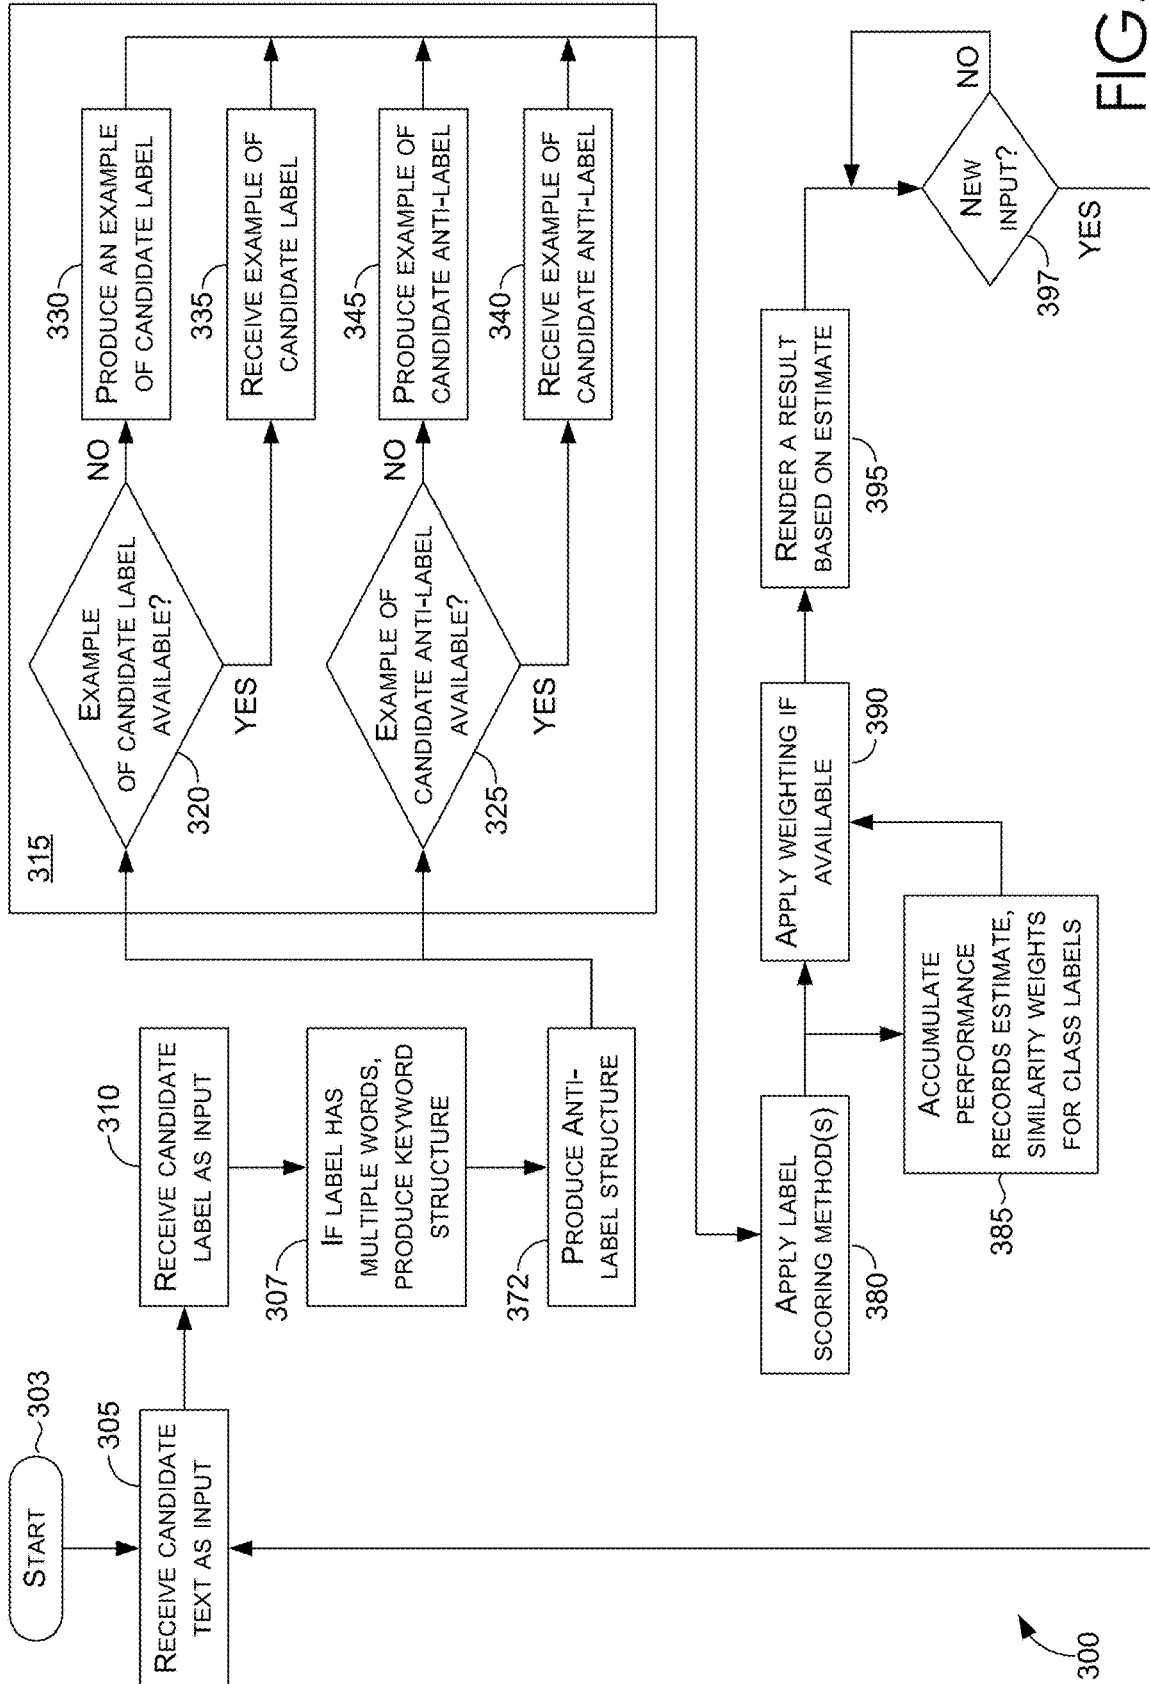 START
303
RECEIVE CANDIDATE
TEXT AS INPUT
305
RECEIVE CANDIDATE
LABEL AS INPUT
310
IF LABEL HAS
MULTIPLE WORDS,
PRODUCE KEYWORD
STRUCTURE
307
PRODUCE ANTI-
LABEL STRUCTURE
372
315
EXAMPLE
OF CANDIDATE LABEL
AVAILABLE?
320
NO
YES
PRODUCE AN EXAMPLE
OF CANDIDATE LABEL
330
RECEIVE EXAMPLE OF
CANDIDATE LABEL
335
EXAMPLE OF
CANDIDATE ANTI-LABEL
AVAILABLE?
325
NO
YES
PRODUCE EXAMPLE OF
CANDIDATE ANTI-LABEL
345
RECEIVE EXAMPLE OF
CANDIDATE ANTI-LABEL
340
APPLY LABEL
SCORING METHOD(S)
380
ACCUMULATE
PERFORMANCE
RECORDS ESTIMATE,
SIMILARITY WEIGHTS
FOR CLASS LABELS
385
APPLY WEIGHTING IF
AVAILABLE
390
RENDER A RESULT
BASED ON ESTIMATE
395
NEW
INPUT?
397
NO
YES
300
FIG.